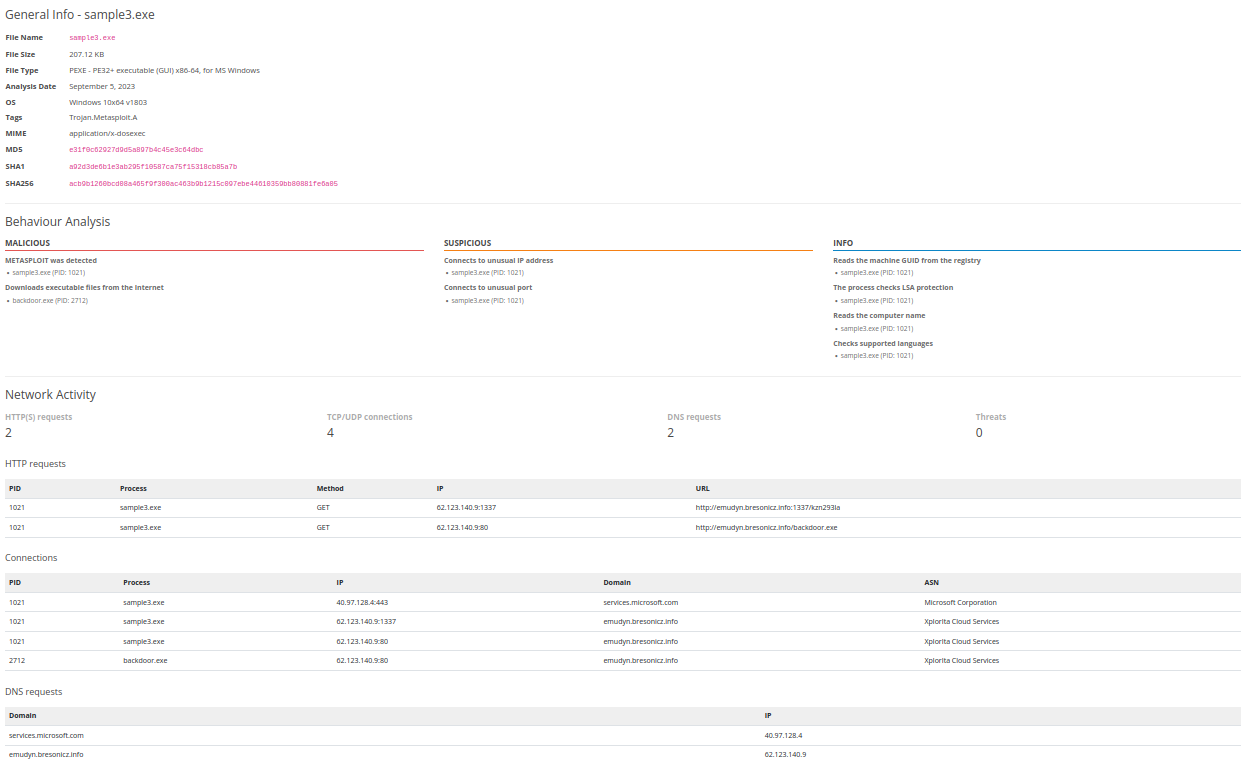 General Info - sample3.exe
File Name sample3.exe
File Size 207.12 KB
File Type PEXE - PE32+ executable (GUI) x86-64, for MS Windows
Analysis Date September 5, 2023
OS Windows 10x64 v1803
Tags Trojan.Metasploit.A
MIME application/x-dosexec
MD5 e31f0c62927d9d5a897b4c45e3c64dbc
SHA1 a92d3de6b1e3ab295f10587ca75f15318cb85a7b
SHA256 acb9b1260bcd08a465f9f300ac463b9b1215c097ebe44610359bb80881fe6a05
Behaviour Analysis
MALICIOUS SUSPICIOUS INFO
METASPLOIT was detected Connects to unusual IP address Reads the machine GUID from the registry
• sample3.exe (PID: 1021) • sample3.exe (PID: 1021) • sample3.exe (PID: 1021)
Downloads executable files from the Internet Connects to unusual port The process checks LSA protection
• backdoor.exe (PID: 2712) • sample3.exe (PID: 1021) • sample3.exe (PID: 1021)
Reads the computer name
• sample3.exe (PID: 1021)
Checks supported languages
• sample3.exe (PID: 1021)
Network Activity
HTTP(S) requests TCP/UDP connections DNS requests Threats
2 4 2 0
HTTP requests
PID Process Method IP URL
1021 sample3.exe GET 62.123.140.9:1337 http://emudyn.bresonicz.info:1337/kzn293la
1021 sample3.exe GET 62.123.140.9:80 http://emudyn.bresonicz.info/backdoor.exe
Connections
PID Process IP Domain ASN
1021 sample3.exe 40.97.128.4:443 services.microsoft.com Microsoft Corporation
1021 sample3.exe 62.123.140.9:1337 emudyn.bresonicz.info Xplorita Cloud Services
1021 sample3.exe 62.123.140.9:80 emudyn.bresonicz.info Xplorita Cloud Services
2712 backdoor.exe 62.123.140.9:80 emudyn.bresonicz.info Xplorita Cloud Services
DNS requests
Domain IP
services.microsoft.com 40.97.128.4
emudyn.bresonicz.info 62.123.140.9